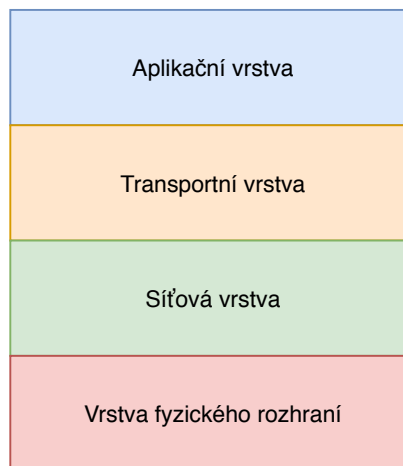 Aplikační vrstva
Transportní vrstva
Síťová vrstva
Vrstva fyzického rozhraní